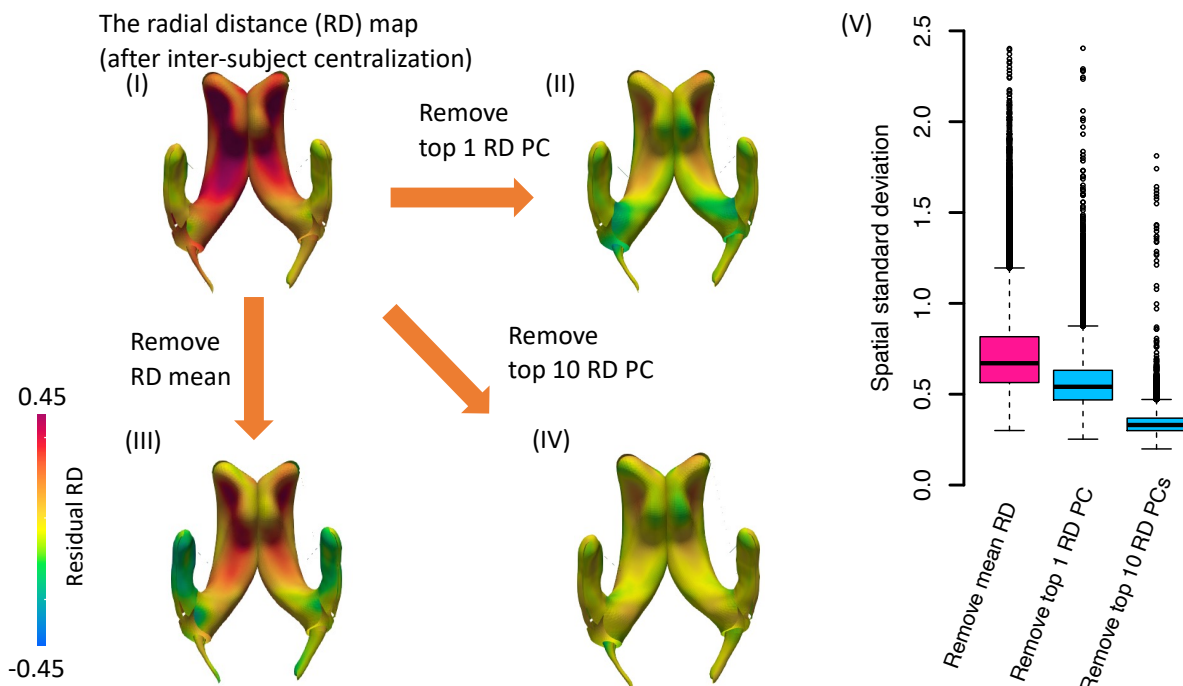 The radial distance (RD) map
(after inter-subject centralization)
(I)
Remove
top 1 RD PC
(II)
Remove
RD mean
Remove
top 10 RD PC
0.45
Residual RD
-0.45
(III)
(IV)
(V)
Spatial standard deviation
2.5
2.0
1.5
1.0
0.5
0.0
Remove mean RD
Remove top 1 RD PC
Remove top 10 RD PCs